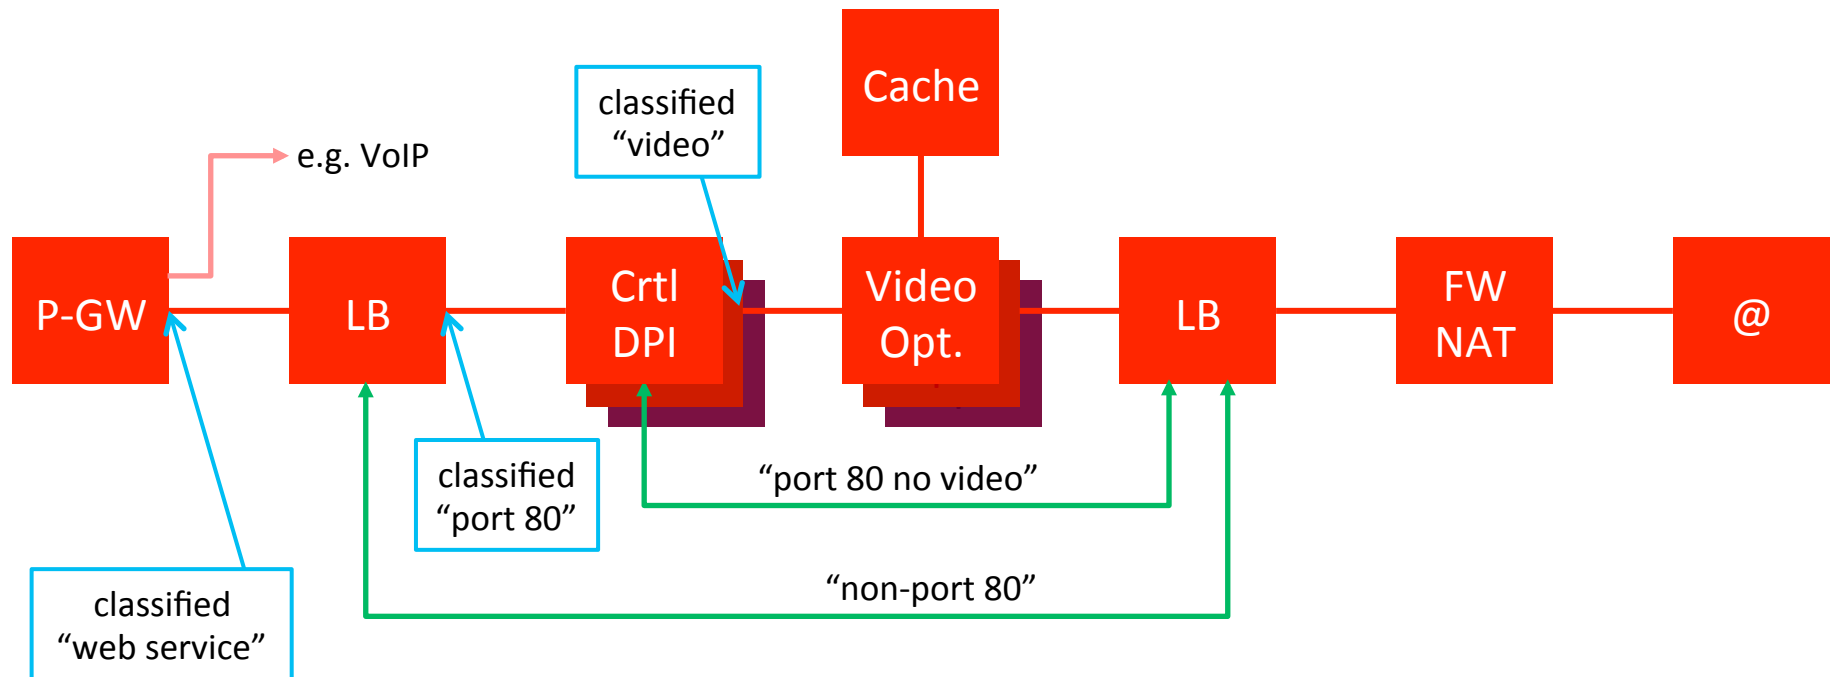 Cache
classified
“video”
e.g. VoIP
P-GW
LB
Crtl
DPI
Video
Opt.
LB
FW
NAT
@
classified
“port 80”
“port 80 no video”
“non-port 80”
classified
“web service”